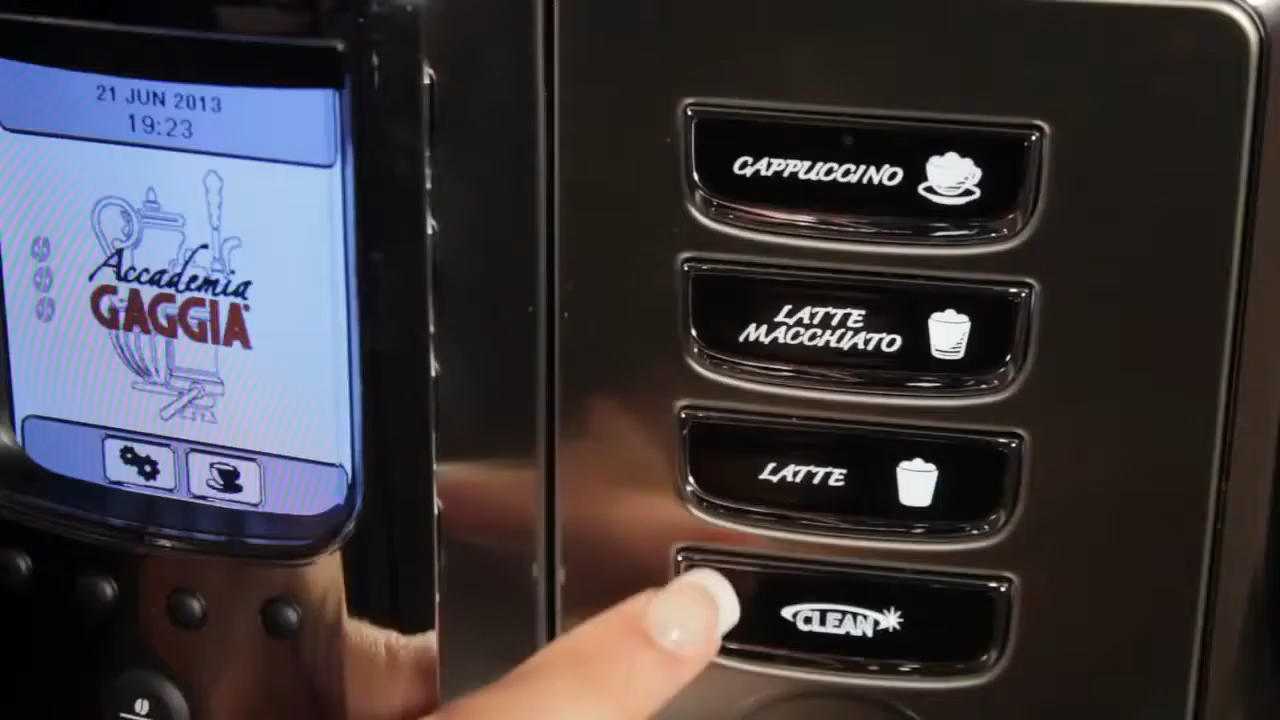 21 JUN 2013
19:23
Accademia
GAGGIA
CAPPUCCINO
LATTE
MACCHIATO
LATTE
CLEAN